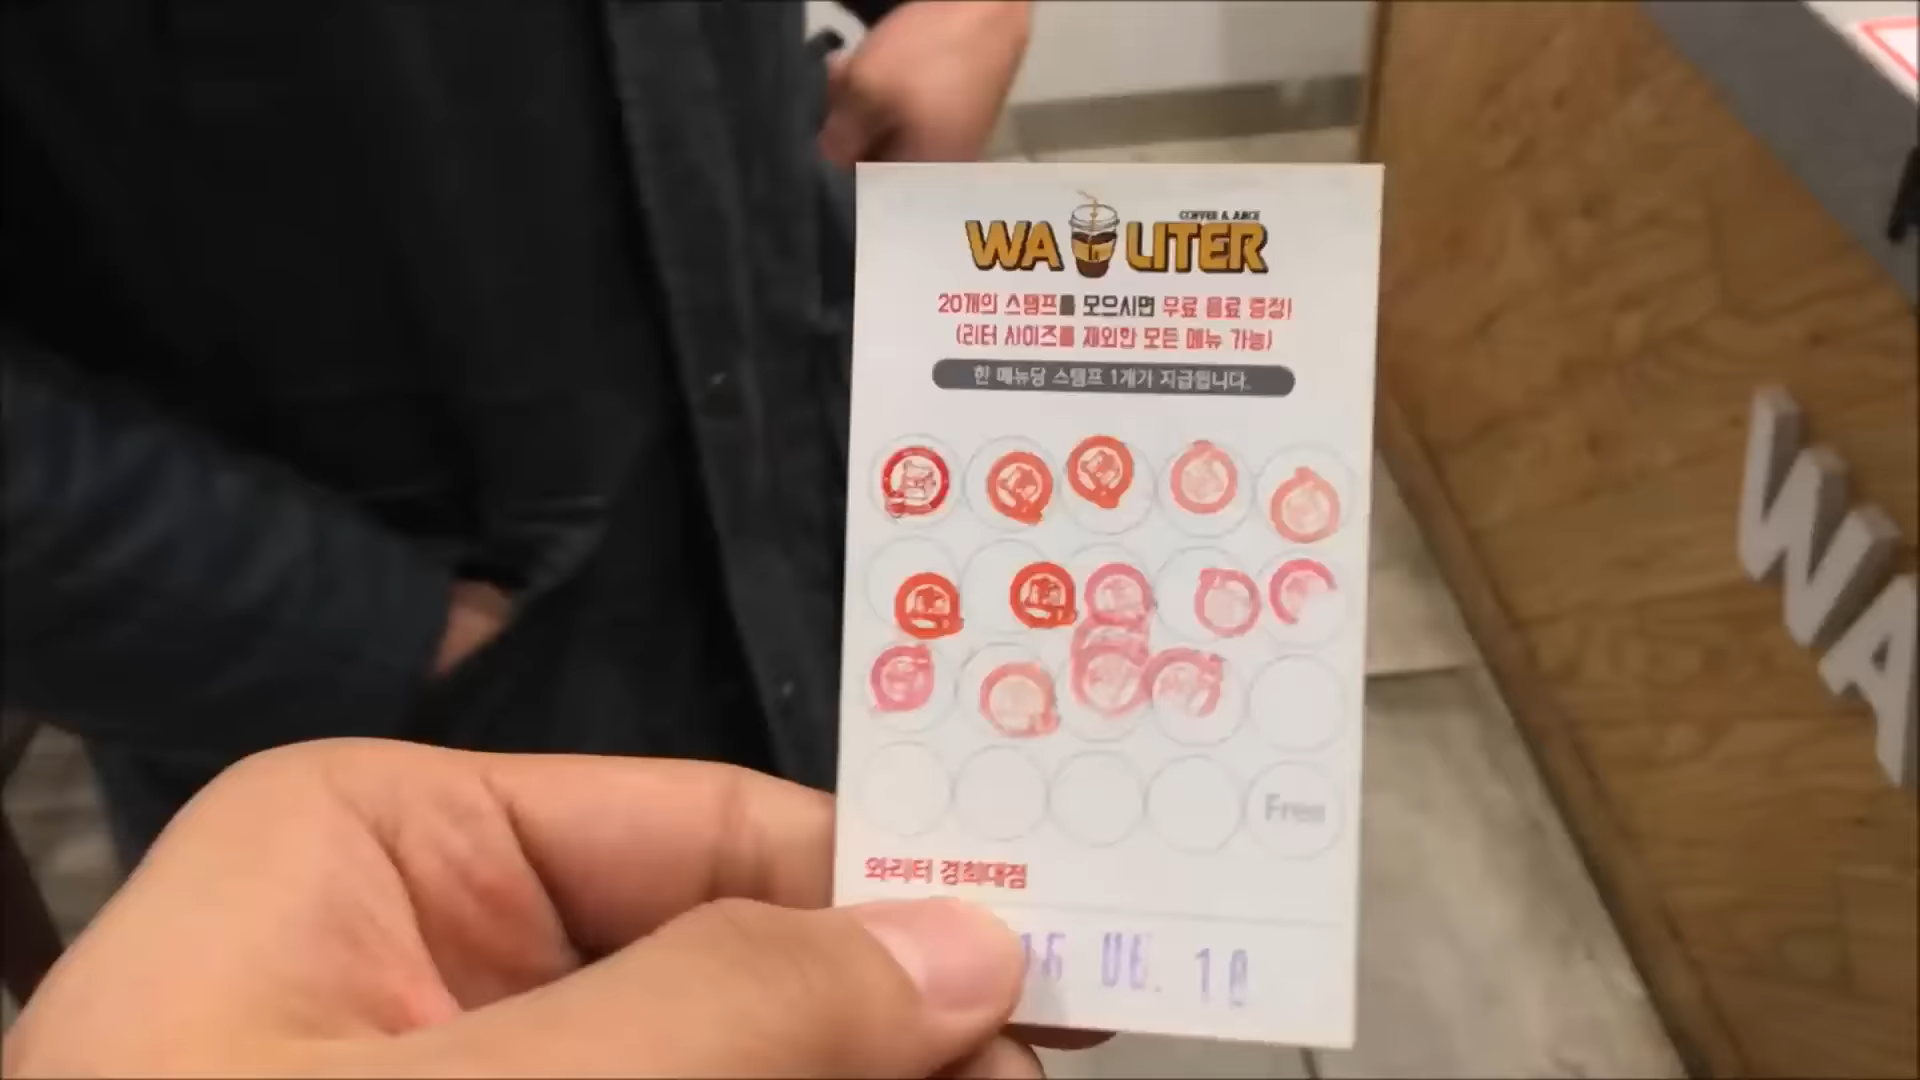 COFFEE & JUICE
WA LITER
20개의 스탬프를 모으시면 무료 음료 증정!
(리터 사이즈를 제외한 모든 메뉴 가능)
한 메뉴당 스탬프 1개가 지급됩니다.
Free
와리터 경희대점
06. 10
WA